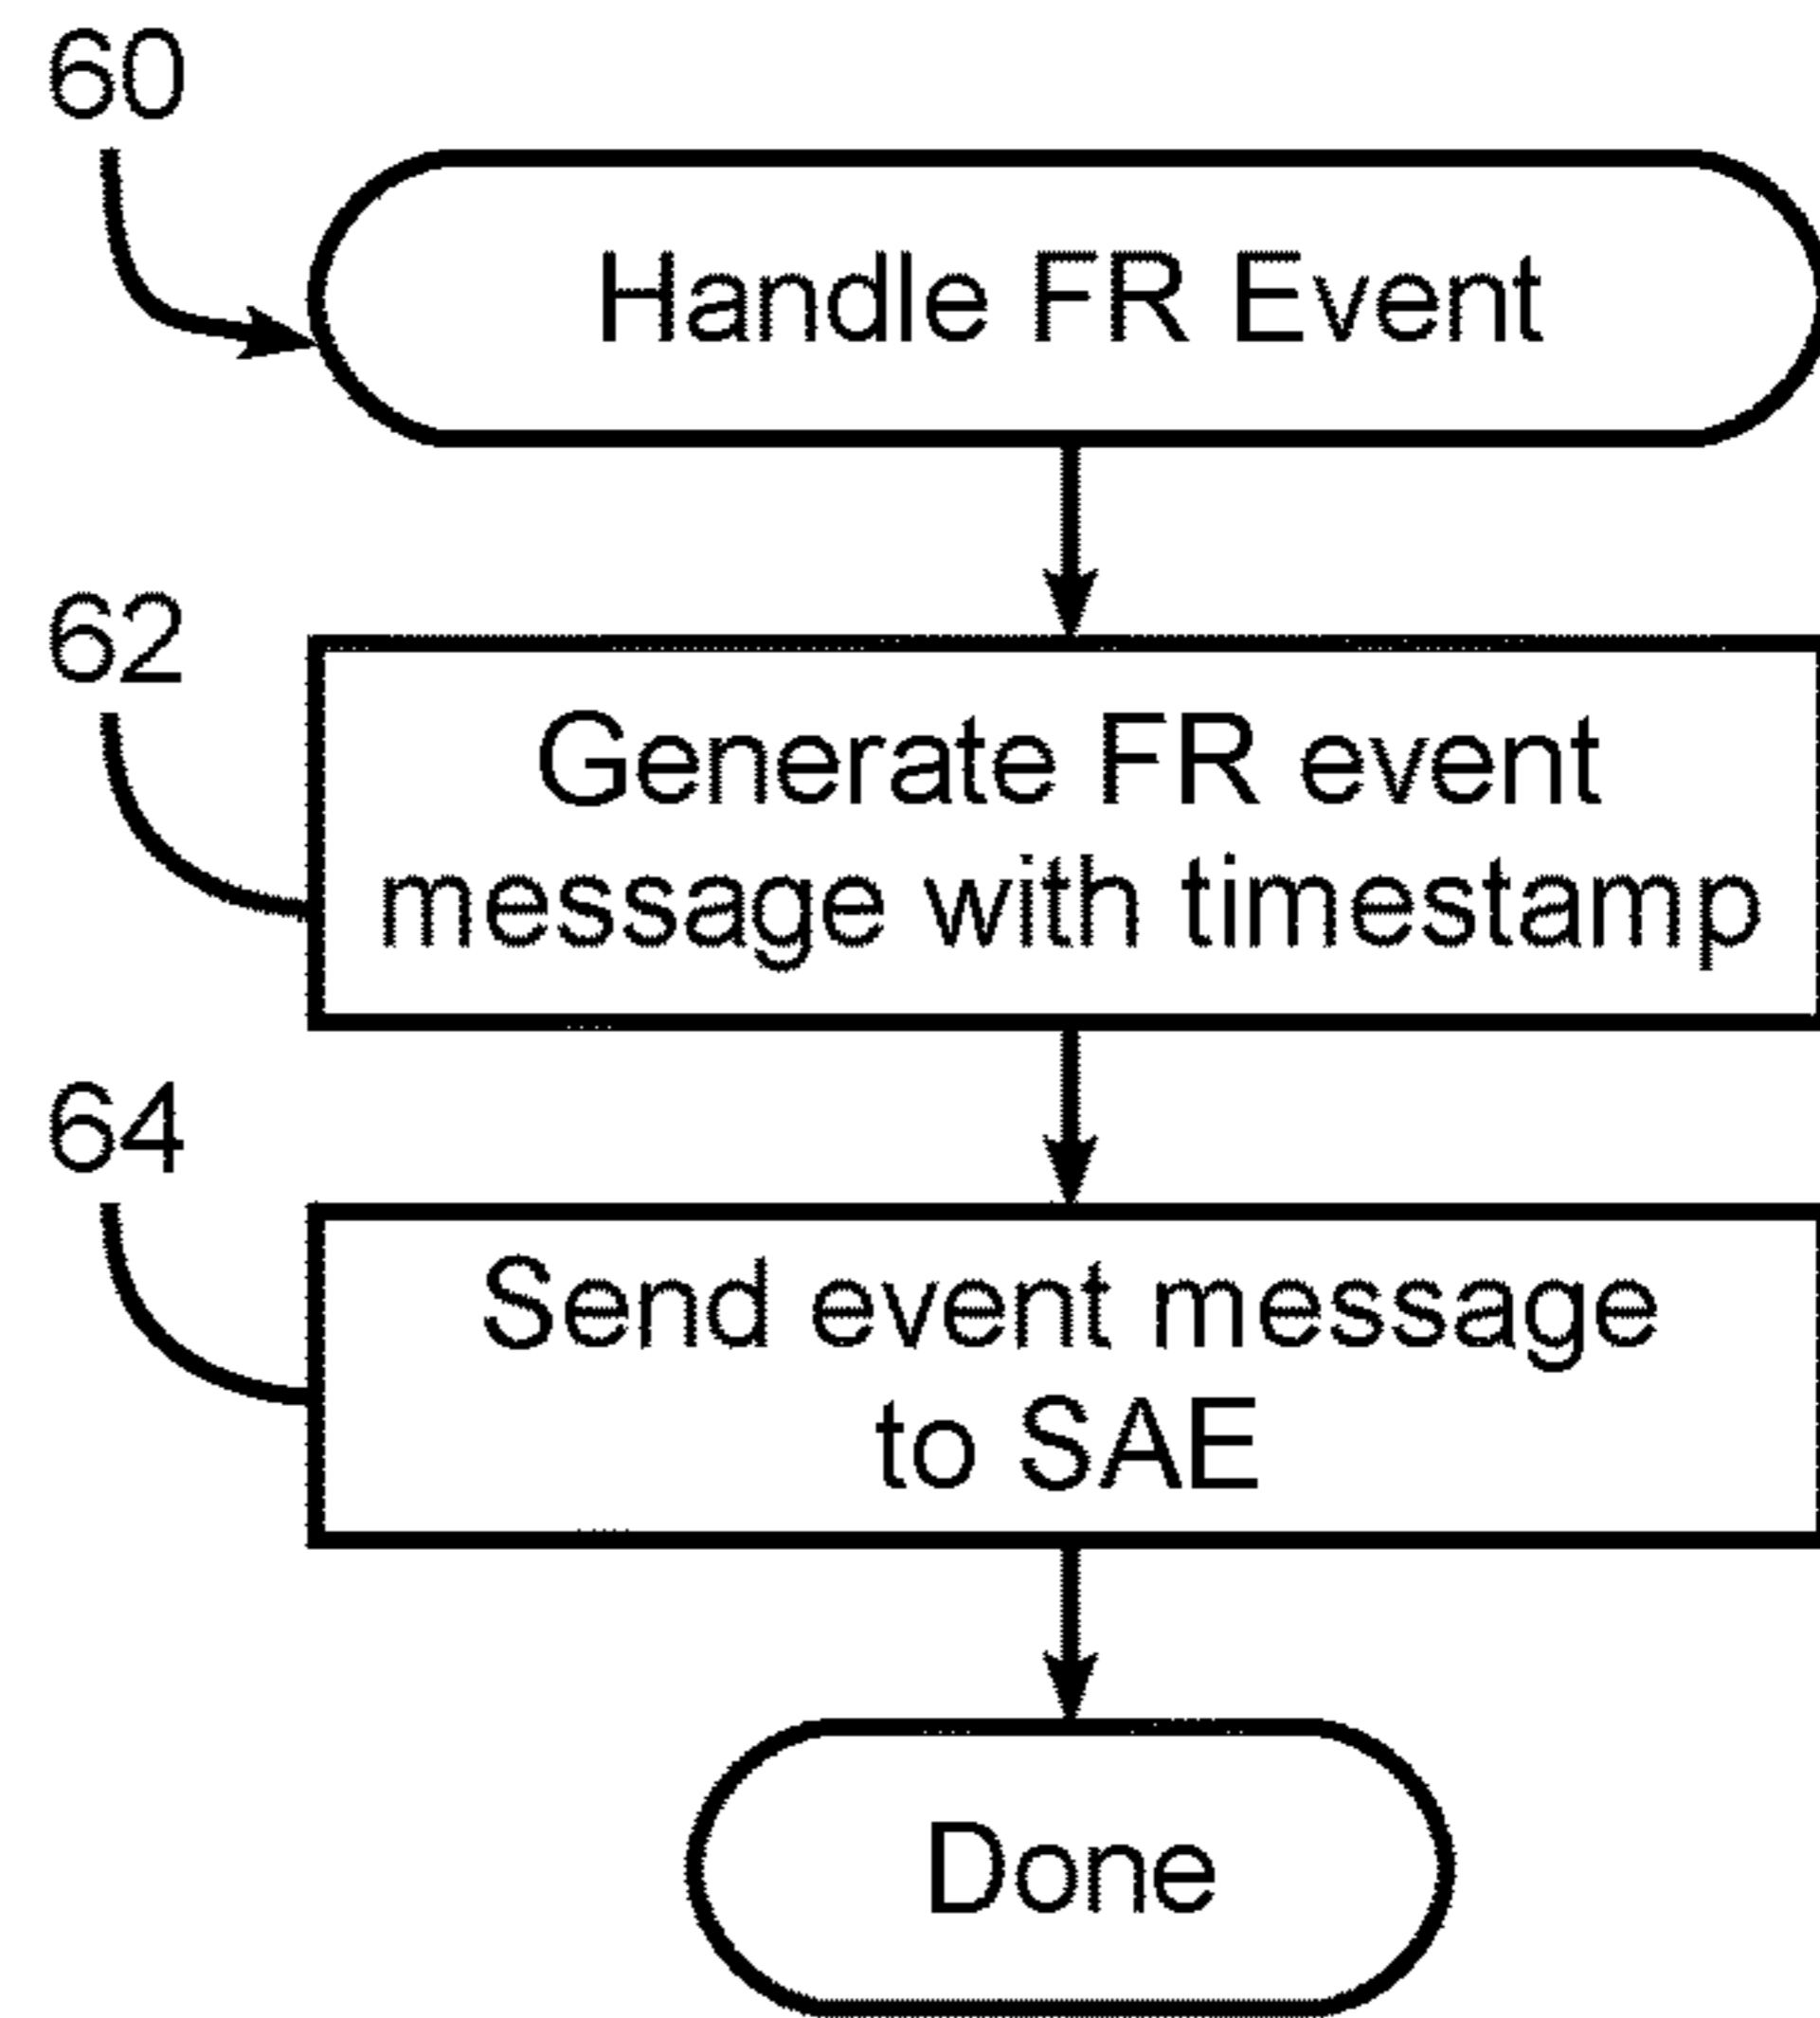 60
Handle FR Event
62
Generate FR event
message with timestamp
64
Send event message
to SAE
Done